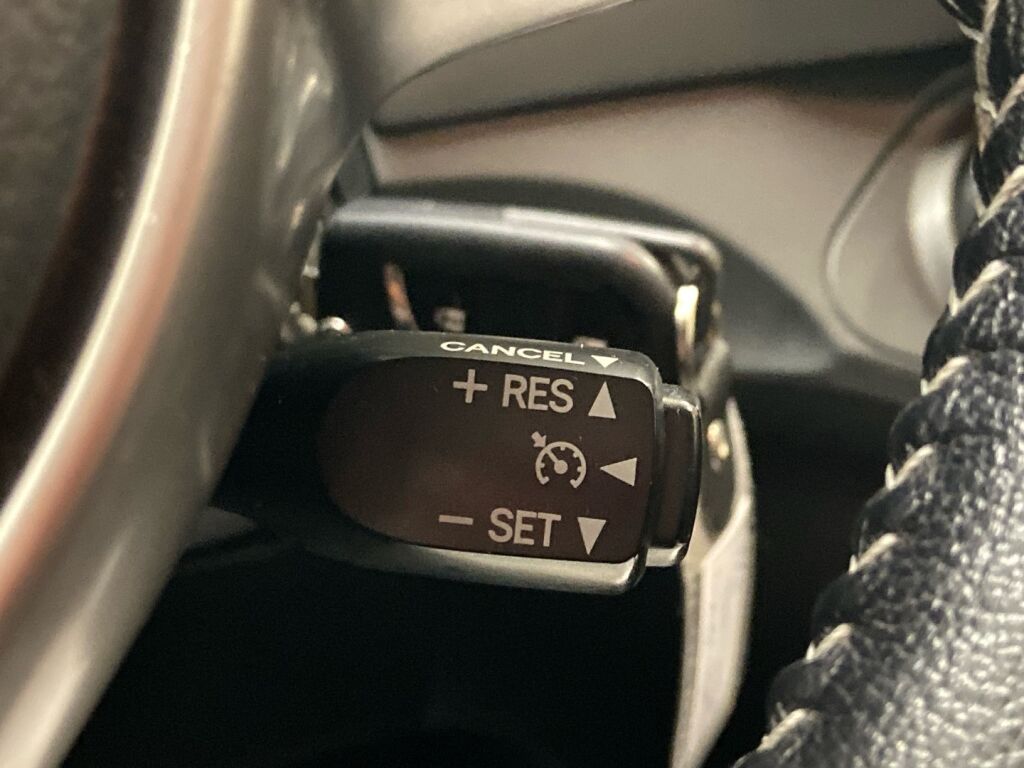 CANCEL ▼
+ RES ▲
◀
– SET ▼